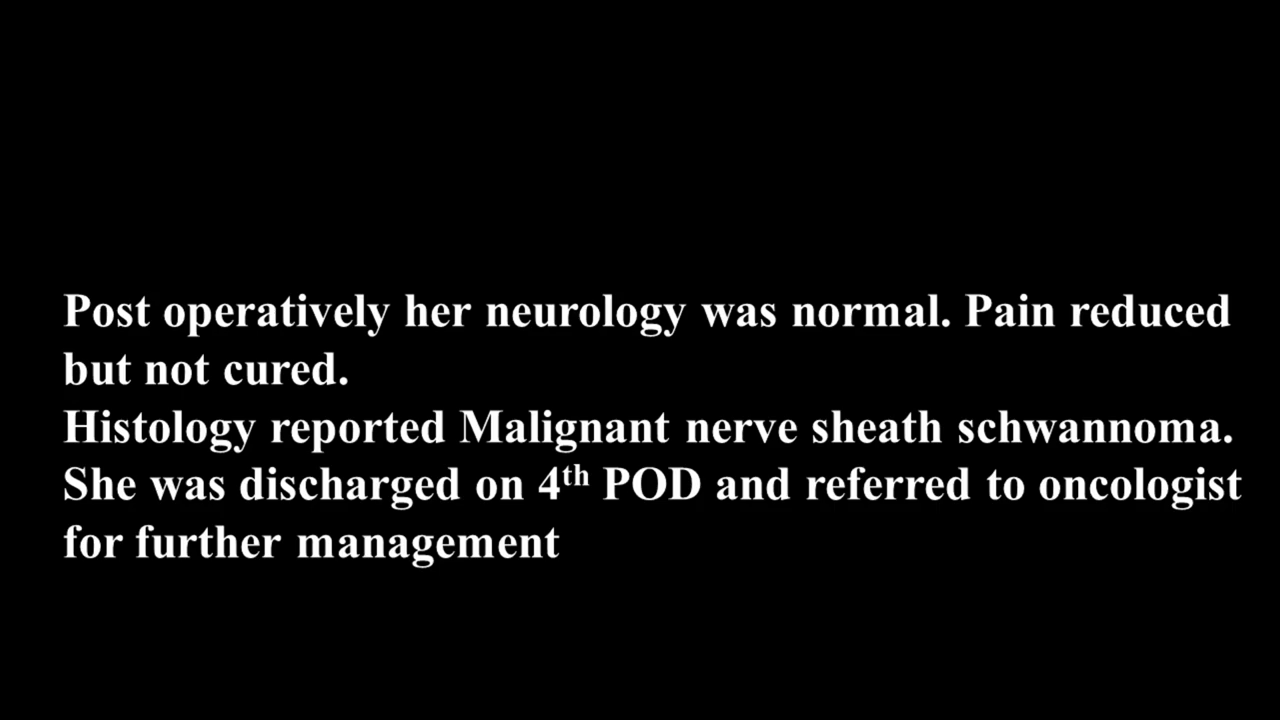 Post operatively her neurology was normal. Pain reduced
but not cured.
Histology reported Malignant nerve sheath schwannoma.
She was discharged on 4th POD and referred to oncologist
for further management